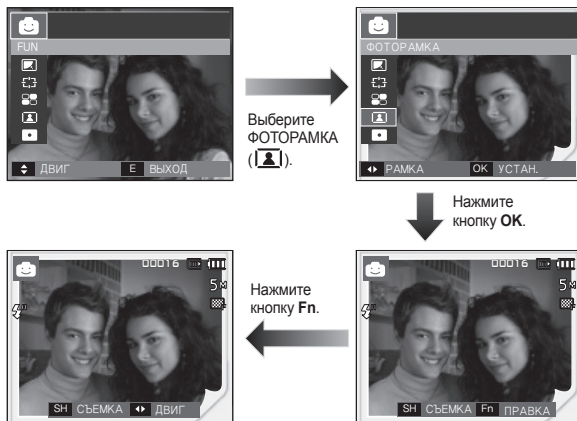 FUN
ДВИГ E ВЫХОД
Выберите
ФОТОРАМКА
( ).
ФОТОРАМКА
РАМКА OK УСТАН.
Нажмите
кнопку OK.
00016
5M
SH СЪЕМКА Fn ПРАВКА
Нажмите
кнопку Fn.
00016
5M
SH СЪЕМКА ДВИГ